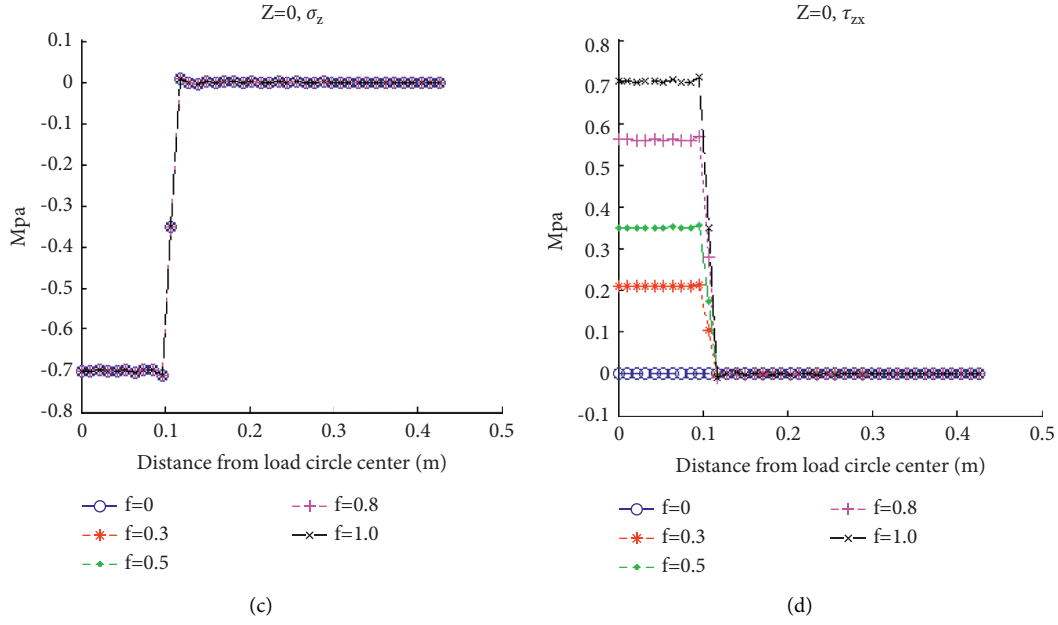 Z=0, σz
0.1
0
-0.1
-0.2
-0.3
-0.4
-0.5
-0.6
-0.7
-0.8
Mpa
0
0.1
0.2
0.3
0.4
0.5
Distance from load circle center (m)
f=0
f=0.3
f=0.5
f=0.8
f=1.0
(c)
Z=0, τzx
0.8
0.7
0.6
0.5
0.4
0.3
0.2
0.1
0
-0.1
Mpa
0
0.1
0.2
0.3
0.4
0.5
Distance from load circle center (m)
f=0
f=0.3
f=0.5
f=0.8
f=1.0
(d)